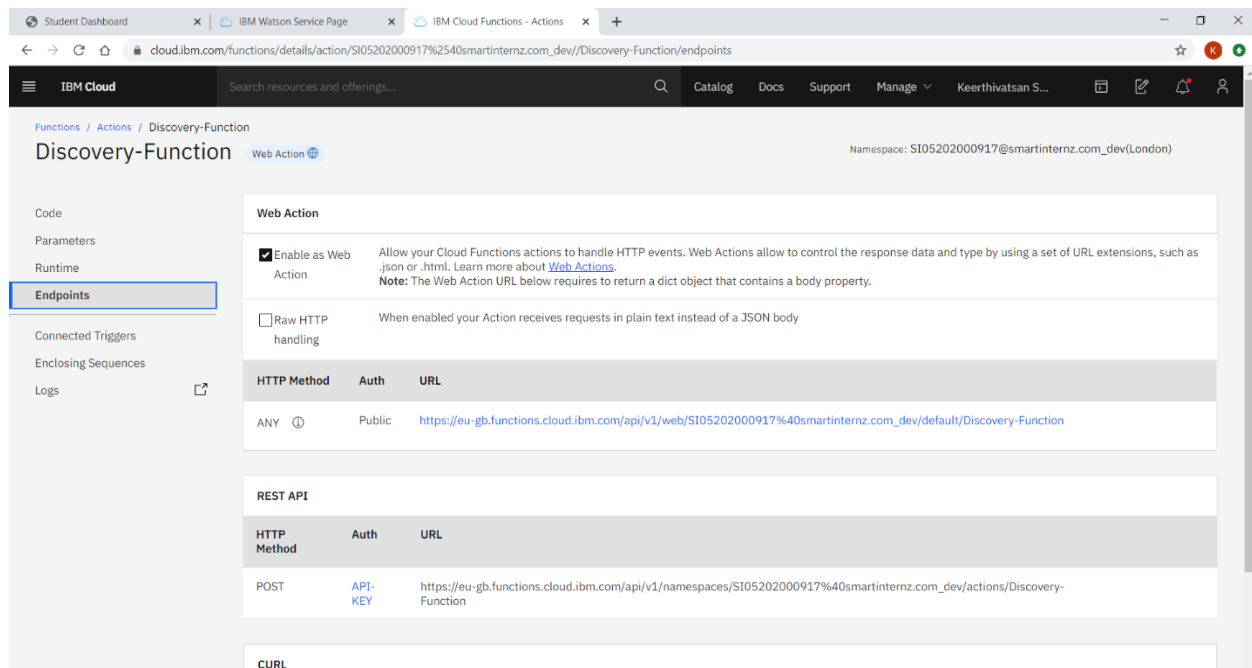 Student Dashboard
IBM Watson Service Page
IBM Cloud Functions - Actions
cloud.ibm.com/functions/details/action/SI05202000917%2540smartinternz.com_dev//Discovery-Function/endpoints
K
IBM Cloud
Search resources and offerings...
Catalog
Docs
Support
Manage
Keerthivatsan S...
Functions / Actions / Discovery-Function
Discovery-Function
Web Action
Namespace: SI05202000917@smartinternz.com_dev(London)
Code
Parameters
Runtime
Endpoints
Connected Triggers
Enclosing Sequences
Logs
Web Action
Enable as Web
Action
Allow your Cloud Functions actions to handle HTTP events. Web Actions allow to control the response data and type by using a set of URL extensions, such as
.json or .html. Learn more about Web Actions.
Note: The Web Action URL below requires to return a dict object that contains a body property.
Raw HTTP
handling
When enabled your Action receives requests in plain text instead of a JSON body
HTTP Method Auth URL
ANY Public https://eu-gb.functions.cloud.ibm.com/api/v1/web/SI05202000917%40smartinternz.com_dev/default/Discovery-Function
REST API
HTTP
Method
Auth
URL
POST
API-
KEY
https://eu-gb.functions.cloud.ibm.com/api/v1/namespaces/SI05202000917%40smartinternz.com_dev/actions/Discovery-
Function
CURL